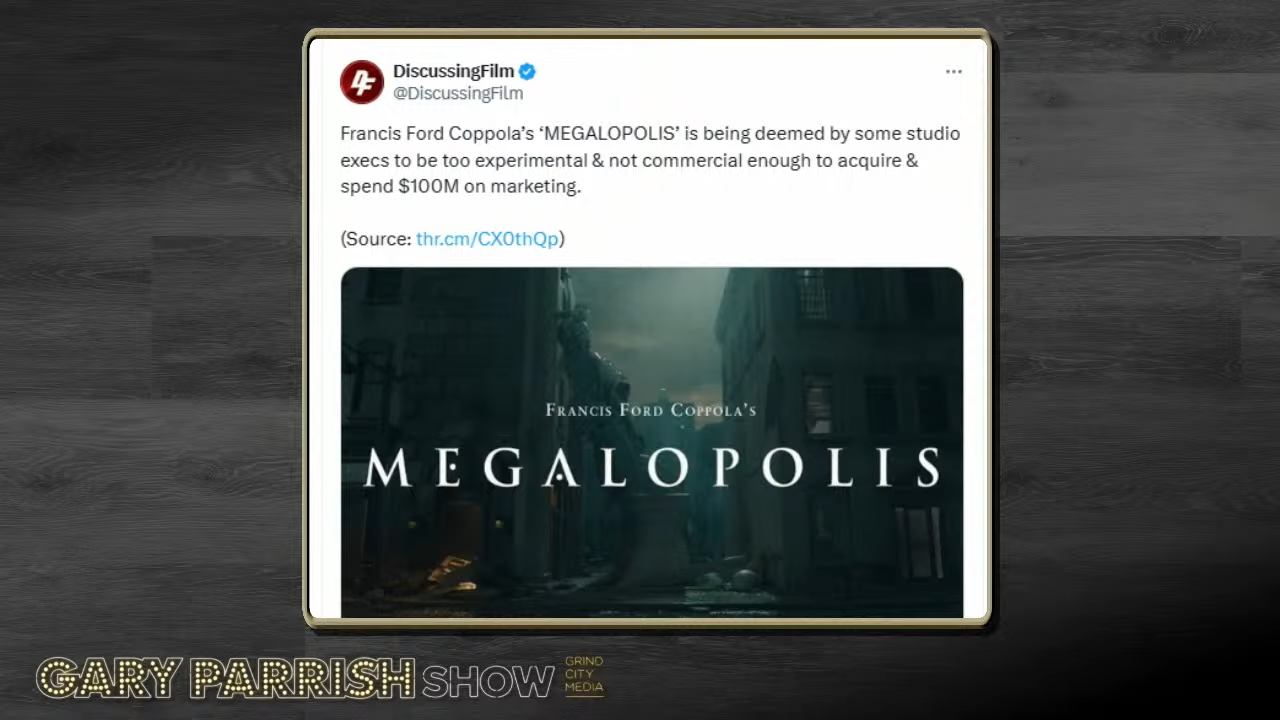 DiscussingFilm
@DiscussingFilm
Francis Ford Coppola's ‘MEGALOPOLIS’ is being deemed by some studio
execs to be too experimental & not commercial enough to acquire &
spend $100M on marketing.
(Source: thr.cm/CX0thQp)
FRANCIS FORD COPPOLA'S
MEGALOPOLIS
GARY PARRISH SHOW
GRIND
CITY
MEDIA